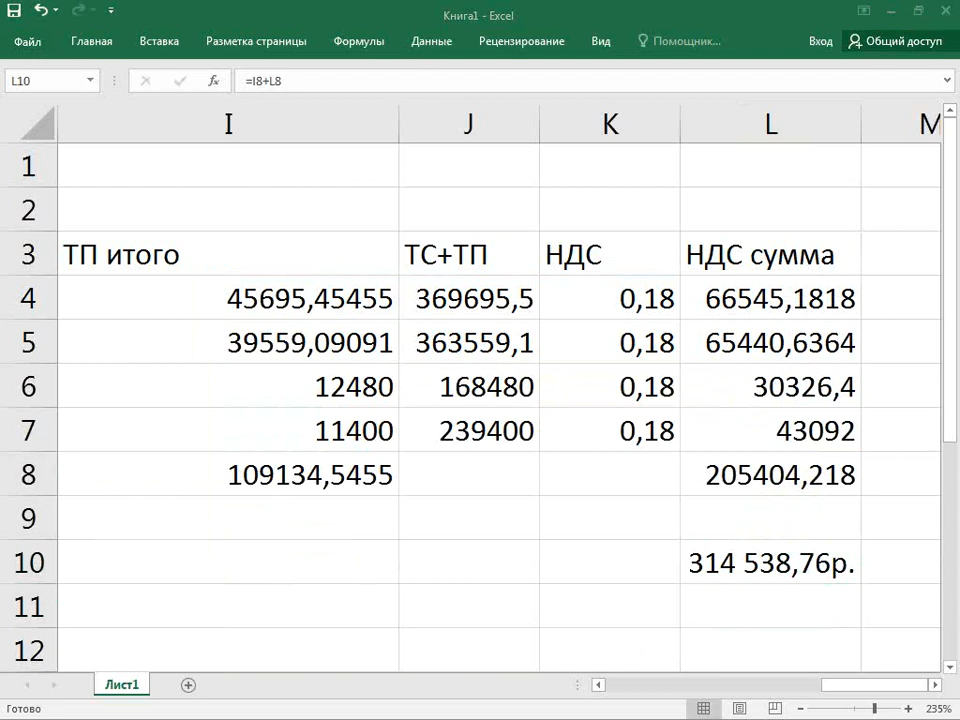 Книга1 - Excel
Файл Главная Вставка Разметка страницы Формулы Данные Рецензирование Вид Помощник... Вход Общий доступ
L10 fx =I8+L8
I J K L M
1
2
3 ТП итого ТС+ТП НДС НДС сумма
4 45695,45455 369695,5 0,18 66545,1818
5 39559,09091 363559,1 0,18 65440,6364
6 12480 168480 0,18 30326,4
7 11400 239400 0,18 43092
8 109134,5455 205404,218
9
10 314 538,76р.
11
12
Лист1
Готово 235%